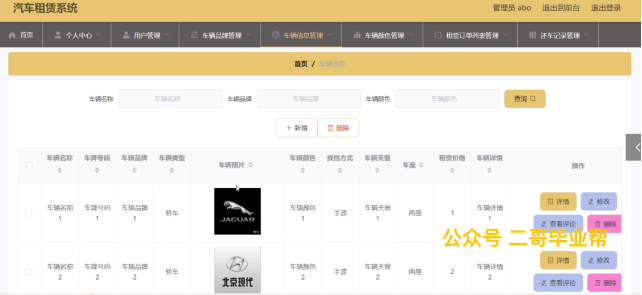 汽车租赁系统
管理员 abo 退出到前台 退出登录
首页 个人中心 用户管理 车辆品牌管理 车辆信息管理 车辆颜色管理 租赁订单列表管理 还车记录管理
首页 / 车辆信息
车辆名称 车辆名称 车辆品牌 车辆品牌 车辆颜色 车辆颜色 查询
+ 新增 删除
车辆名称 车牌号码 车辆品牌 车辆类型 车辆照片 车辆颜色 换挡方式 车辆天窗 车座 租赁价格 车辆详情 操作
车辆名称1 车牌号码1 车辆品牌1 轿车 JAGUAR 车辆颜色1 手波 车辆天窗1 两座 1 车辆详情1 详情 修改
查看评论 删除
公众号 二哥毕业帮
车辆名称2 车牌号码2 车辆品牌2 轿车 北京现代 车辆颜色2 手波 车辆天窗2 两座 2 车辆详情2 详情 修改
查看评论 删除